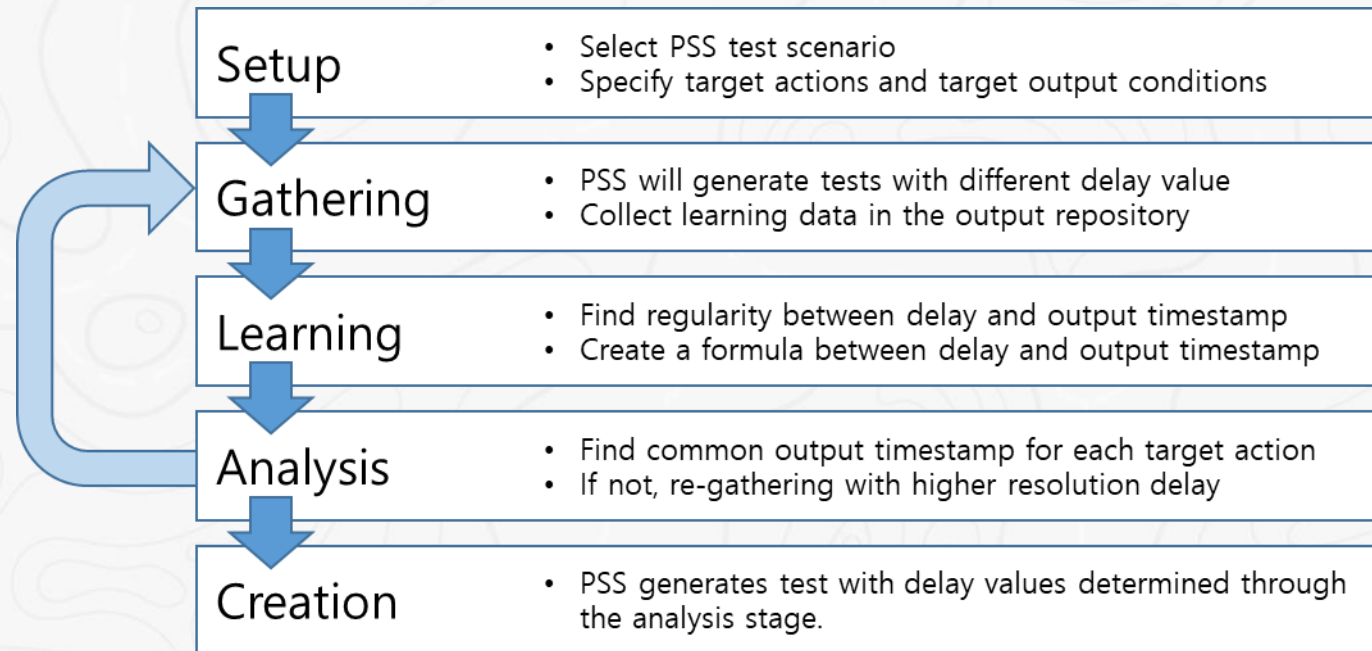 Setup
• Select PSS test scenario
• Specify target actions and target output conditions
Gathering
• PSS will generate tests with different delay value
• Collect learning data in the output repository
Learning
• Find regularity between delay and output timestamp
• Create a formula between delay and output timestamp
Analysis
• Find common output timestamp for each target action
• If not, re-gathering with higher resolution delay
Creation
• PSS generates test with delay values determined through
the analysis stage.